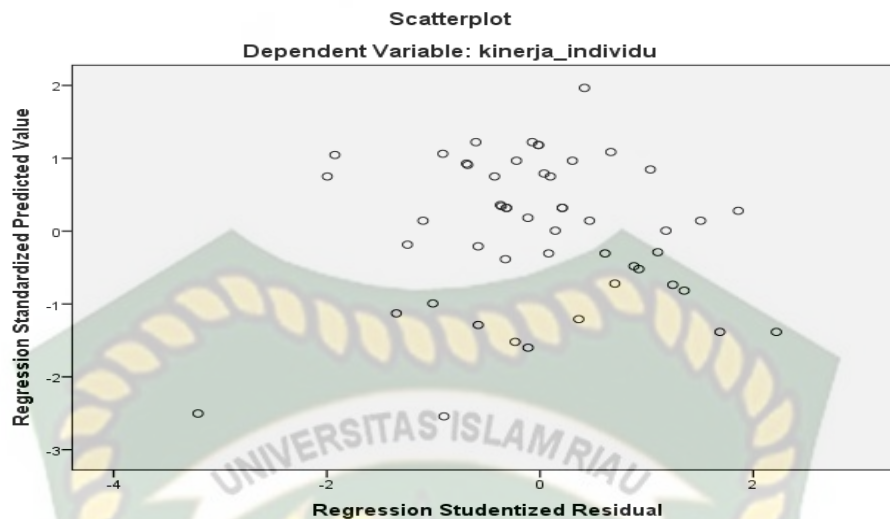 Scatterplot
Dependent Variable: kinerja_individu
Regression Standardized Predicted Value
2
1
0
-1
-2
-3
-4
-2
0
2
Regression Studentized Residual
UNIVERSITAS ISLAM RIAU